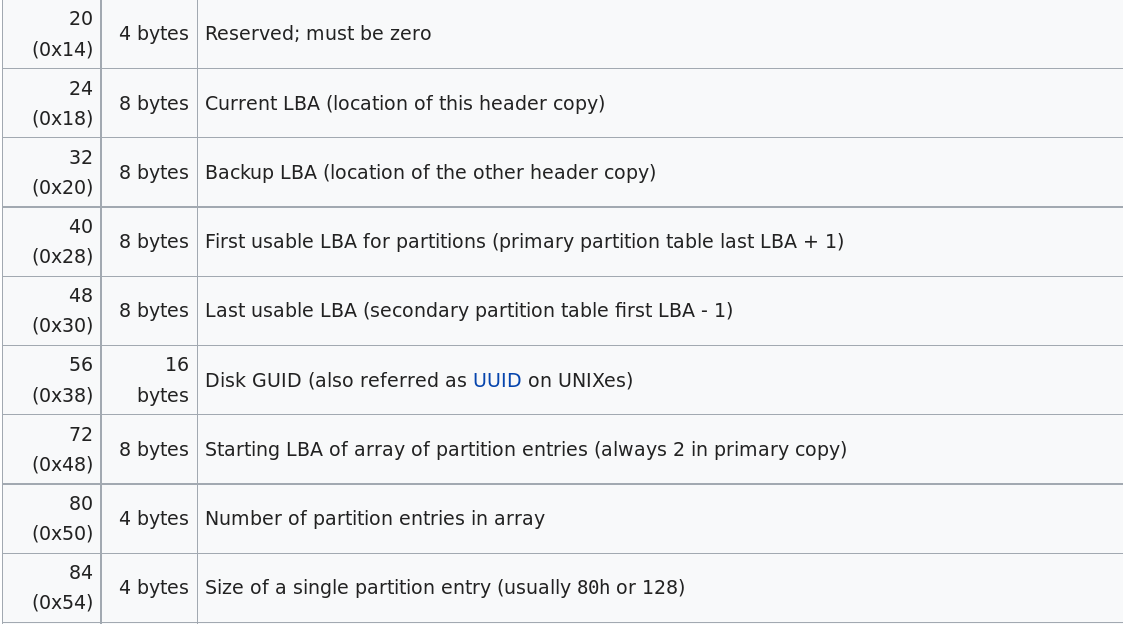 20
(0x14)
4 bytes
Reserved; must be zero
24
(0x18)
8 bytes
Current LBA (location of this header copy)
32
(0x20)
8 bytes
Backup LBA (location of the other header copy)
40
(0x28)
8 bytes
First usable LBA for partitions (primary partition table last LBA + 1)
48
(0x30)
8 bytes
Last usable LBA (secondary partition table first LBA - 1)
56
(0x38)
16
bytes
Disk GUID (also referred as UUID on UNIXes)
72
(0x48)
8 bytes
Starting LBA of array of partition entries (always 2 in primary copy)
80
(0x50)
4 bytes
Number of partition entries in array
84
(0x54)
4 bytes
Size of a single partition entry (usually 80h or 128)